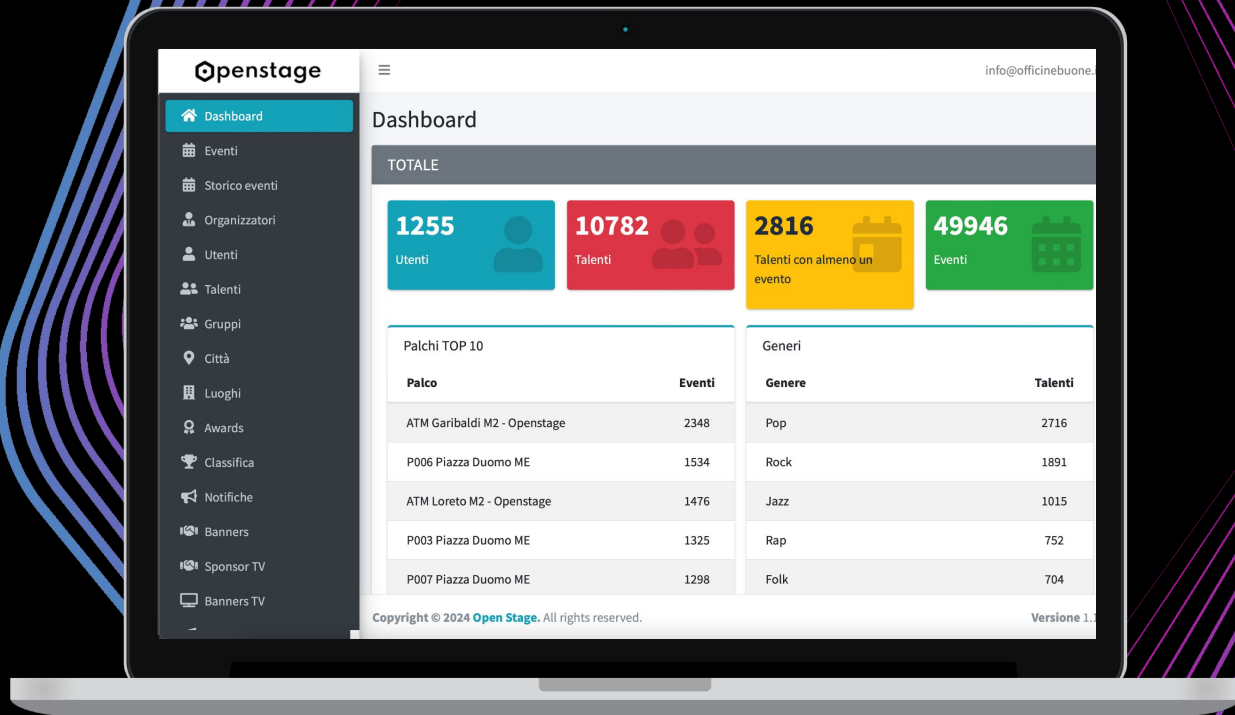 Openstage
info@officinebuone.i
Dashboard
Eventi
Storico eventi
Organizzatori
Utenti
Talenti
Gruppi
Città
Luoghi
Awards
Classifica
Notifiche
Banners
Sponsor TV
Banners TV
Dashboard
TOTALE
1255
Utenti
10782
Talenti
2816
Talenti con almeno un
evento
49946
Eventi
Palchi TOP 10
Palco Eventi
ATM Garibaldi M2 - Openstage 2348
P006 Piazza Duomo ME 1534
ATM Loreto M2 - Openstage 1476
P003 Piazza Duomo ME 1325
P007 Piazza Duomo ME 1298
Generi
Genere Talenti
Pop 2716
Rock 1891
Jazz 1015
Rap 752
Folk 704
Copyright © 2024 Open Stage. All rights reserved.
Versione 1.1